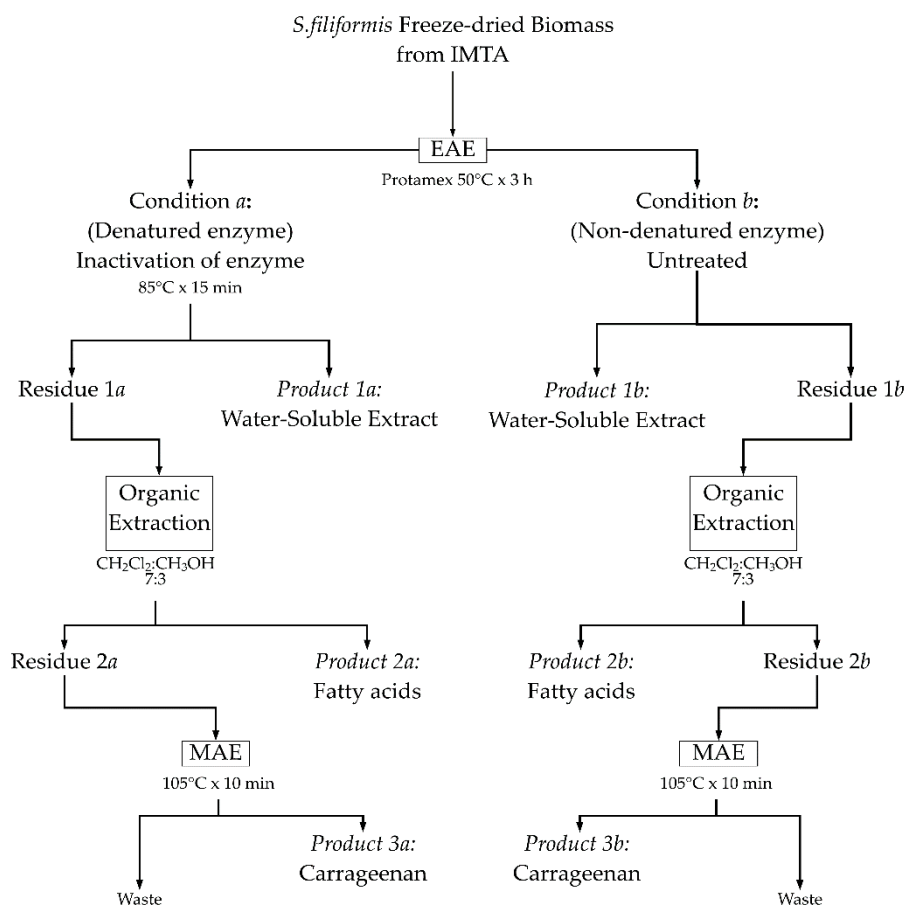 S.filiformis Freeze-dried Biomass
from IMTA
EAE
Protamex 50°C x 3 h
Condition a:
(Denatured enzyme)
Inactivation of enzyme
85°C x 15 min
Condition b:
(Non-denatured enzyme)
Untreated
Residue 1a
Product 1a:
Water-Soluble Extract
Product 1b:
Water-Soluble Extract
Residue 1b
Organic
Extraction
CH₂Cl₂:CH₃OH
7:3
Organic
Extraction
CH₂Cl₂:CH₃OH
7:3
Residue 2a
Product 2a:
Fatty acids
Product 2b:
Fatty acids
Residue 2b
MAE
105°C x 10 min
MAE
105°C x 10 min
Product 3a:
Carrageenan
Product 3b:
Carrageenan
Waste
Waste